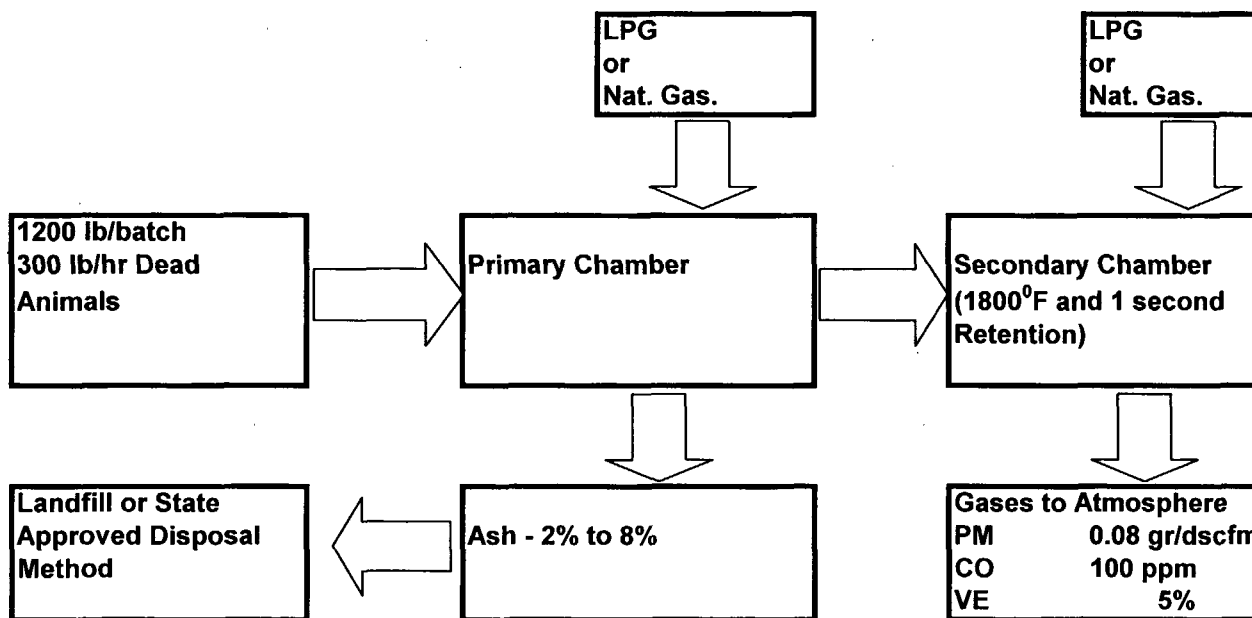 LPG
or
Nat. Gas.
LPG
or
Nat. Gas.
1200 lb/batch
300 lb/hr Dead
Animals
Primary Chamber
Secondary Chamber
(1800⁰F and 1 second
Retention)
Landfill or State
Approved Disposal
Method
Ash - 2% to 8%
Gases to Atmosphere
PM 0.08 gr/dscfm
CO 100 ppm
VE 5%